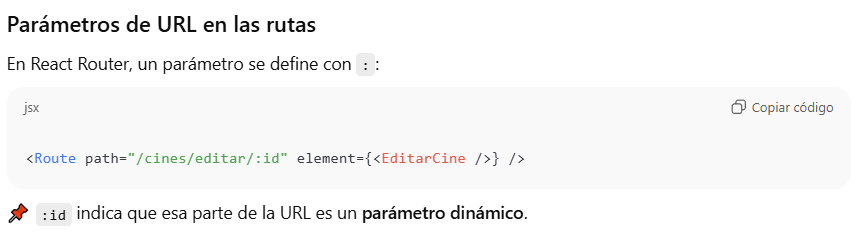 Parámetros de URL en las rutas
En React Router, un parámetro se define con : :
jsx
Copiar código
<Route path="/cines/editar/:id" element={<EditarCine />} />
:id indica que esa parte de la URL es un parámetro dinámico.